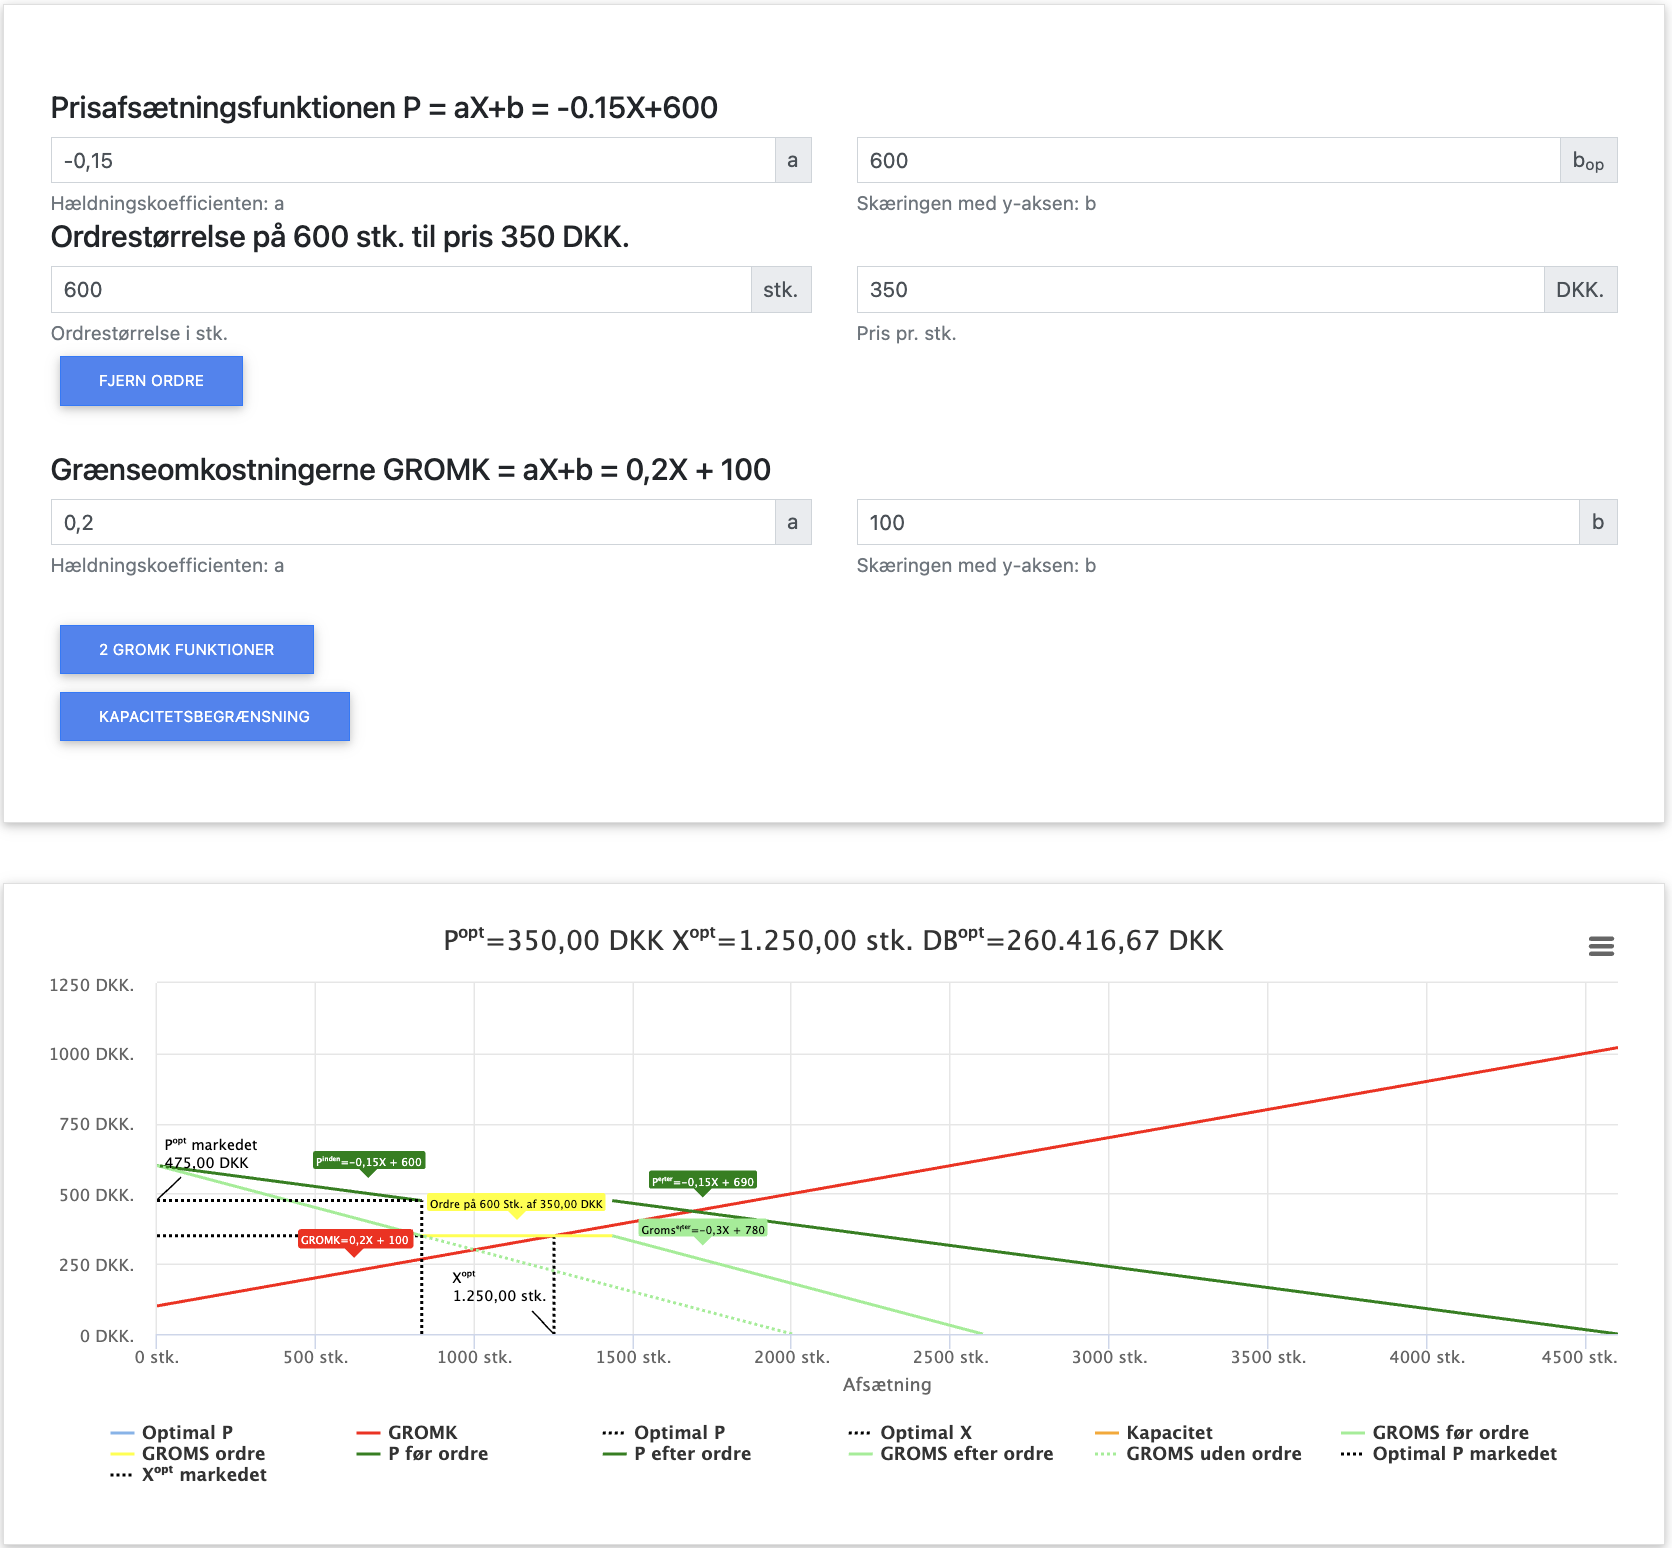 Prisafsætningsfunktionen P = aX+b = -0.15X+600
-0,15 a
600 bop
Hældningskoefficienten: a
Skæringen med y-aksen: b
Ordrestørrelse på 600 stk. til pris 350 DKK.
600 stk.
350 DKK.
Ordrestørrelse i stk.
Pris pr. stk.
FJERN ORDRE
Grænseomkostningerne GROMK = aX+b = 0,2X + 100
0,2 a
100 b
Hældningskoefficienten: a
Skæringen med y-aksen: b
2 GROMK FUNKTIONER
KAPACITETSBEGRÆNSNING
Popt=350,00 DKK Xopt=1.250,00 stk. DBopt=260.416,67 DKK
1250 DKK.
1000 DKK.
750 DKK.
500 DKK.
250 DKK.
0 DKK.
Popt markedet
475,00 DKK
Pinden=-0,15X + 600
Ordre på 600 Stk. af 350,00 DKK
Pefter=-0,15X + 690
Gromsefter=-0,3X + 780
GROMK=0,2X + 100
Xopt
1.250,00 stk.
0 stk. 500 stk. 1000 stk. 1500 stk. 2000 stk. 2500 stk. 3000 stk. 3500 stk. 4000 stk. 4500 stk.
Afsætning
Optimal P GROMK Optimal P Optimal X Kapacitet GROMS før ordre
GROMS ordre P før ordre P efter ordre GROMS efter ordre GROMS uden ordre Optimal P markedet
Xopt markedet